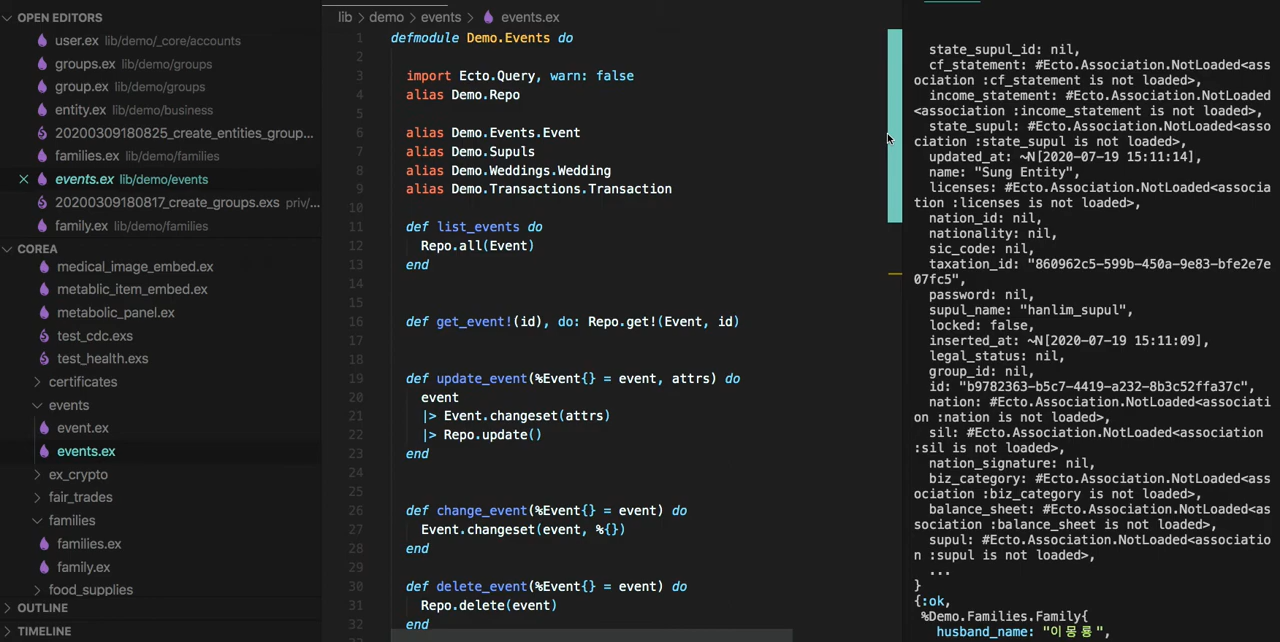 OPEN EDITORS
user.ex lib/demo/_core/accounts
groups.ex lib/demo/groups
group.ex lib/demo/groups
entity.ex lib/demo/business
20200309180825_create_entities_group...
families.ex lib/demo/families
events.ex lib/demo/events
20200309180817_create_groups.exs priv/...
family.ex lib/demo/families
COREA
medical_image_embed.ex
metablic_item_embed.ex
metabolic_panel.ex
test_cdc.exs
test_health.exs
certificates
events
event.ex
events.ex
ex_crypto
fair_trades
families
families.ex
family.ex
food_supplies
OUTLINE
TIMELINE
lib > demo > events > events.ex
1 defmodule Demo.Events do
2
3 import Ecto.Query, warn: false
4 alias Demo.Repo
5
6 alias Demo.Events.Event
7 alias Demo.Supuls
8 alias Demo.Weddings.Wedding
9 alias Demo.Transactions.Transaction
10
11 def list_events do
12 Repo.all(Event)
13 end
14
15
16 def get_event!(id), do: Repo.get!(Event, id)
17
18
19 def update_event(%Event{} = event, attrs) do
20 event
21 |> Event.changeset(attrs)
22 |> Repo.update()
23 end
24
25
26 def change_event(%Event{} = event) do
27 Event.changeset(event, %{})
28 end
29
30 def delete_event(%Event{} = event) do
31 Repo.delete(event)
32 end
state_supul_id: nil,
cf_statement: #Ecto.Association.NotLoaded<ass
ociation :cf_statement is not loaded>,
income_statement: #Ecto.Association.NotLoaded
<association :income_statement is not loaded>,
state_supul: #Ecto.Association.NotLoaded<asso
ciation :state_supul is not loaded>,
updated_at: ~N[2020-07-19 15:11:14],
name: "Sung Entity",
licenses: #Ecto.Association.NotLoaded<associa
tion :licenses is not loaded>,
nation_id: nil,
nationality: nil,
sic_code: nil,
taxation_id: "860962c5-599b-450a-9e83-bfe2e7e
07fc5",
password: nil,
supul_name: "hanlim_supul",
locked: false,
inserted_at: ~N[2020-07-19 15:11:09],
legal_status: nil,
group_id: nil,
id: "b9782363-b5c7-4419-a232-8b3c52ffa37c",
nation: #Ecto.Association.NotLoaded<associati
on :nation is not loaded>,
sil: #Ecto.Association.NotLoaded<association
:sil is not loaded>,
nation_signature: nil,
biz_category: #Ecto.Association.NotLoaded<ass
ociation :biz_category is not loaded>,
balance_sheet: #Ecto.Association.NotLoaded<as
sociation :balance_sheet is not loaded>,
supul: #Ecto.Association.NotLoaded<associatio
n :supul is not loaded>,
...
}
{:ok,
%Demo.Families.Family{
husband_name: "이몽룡",